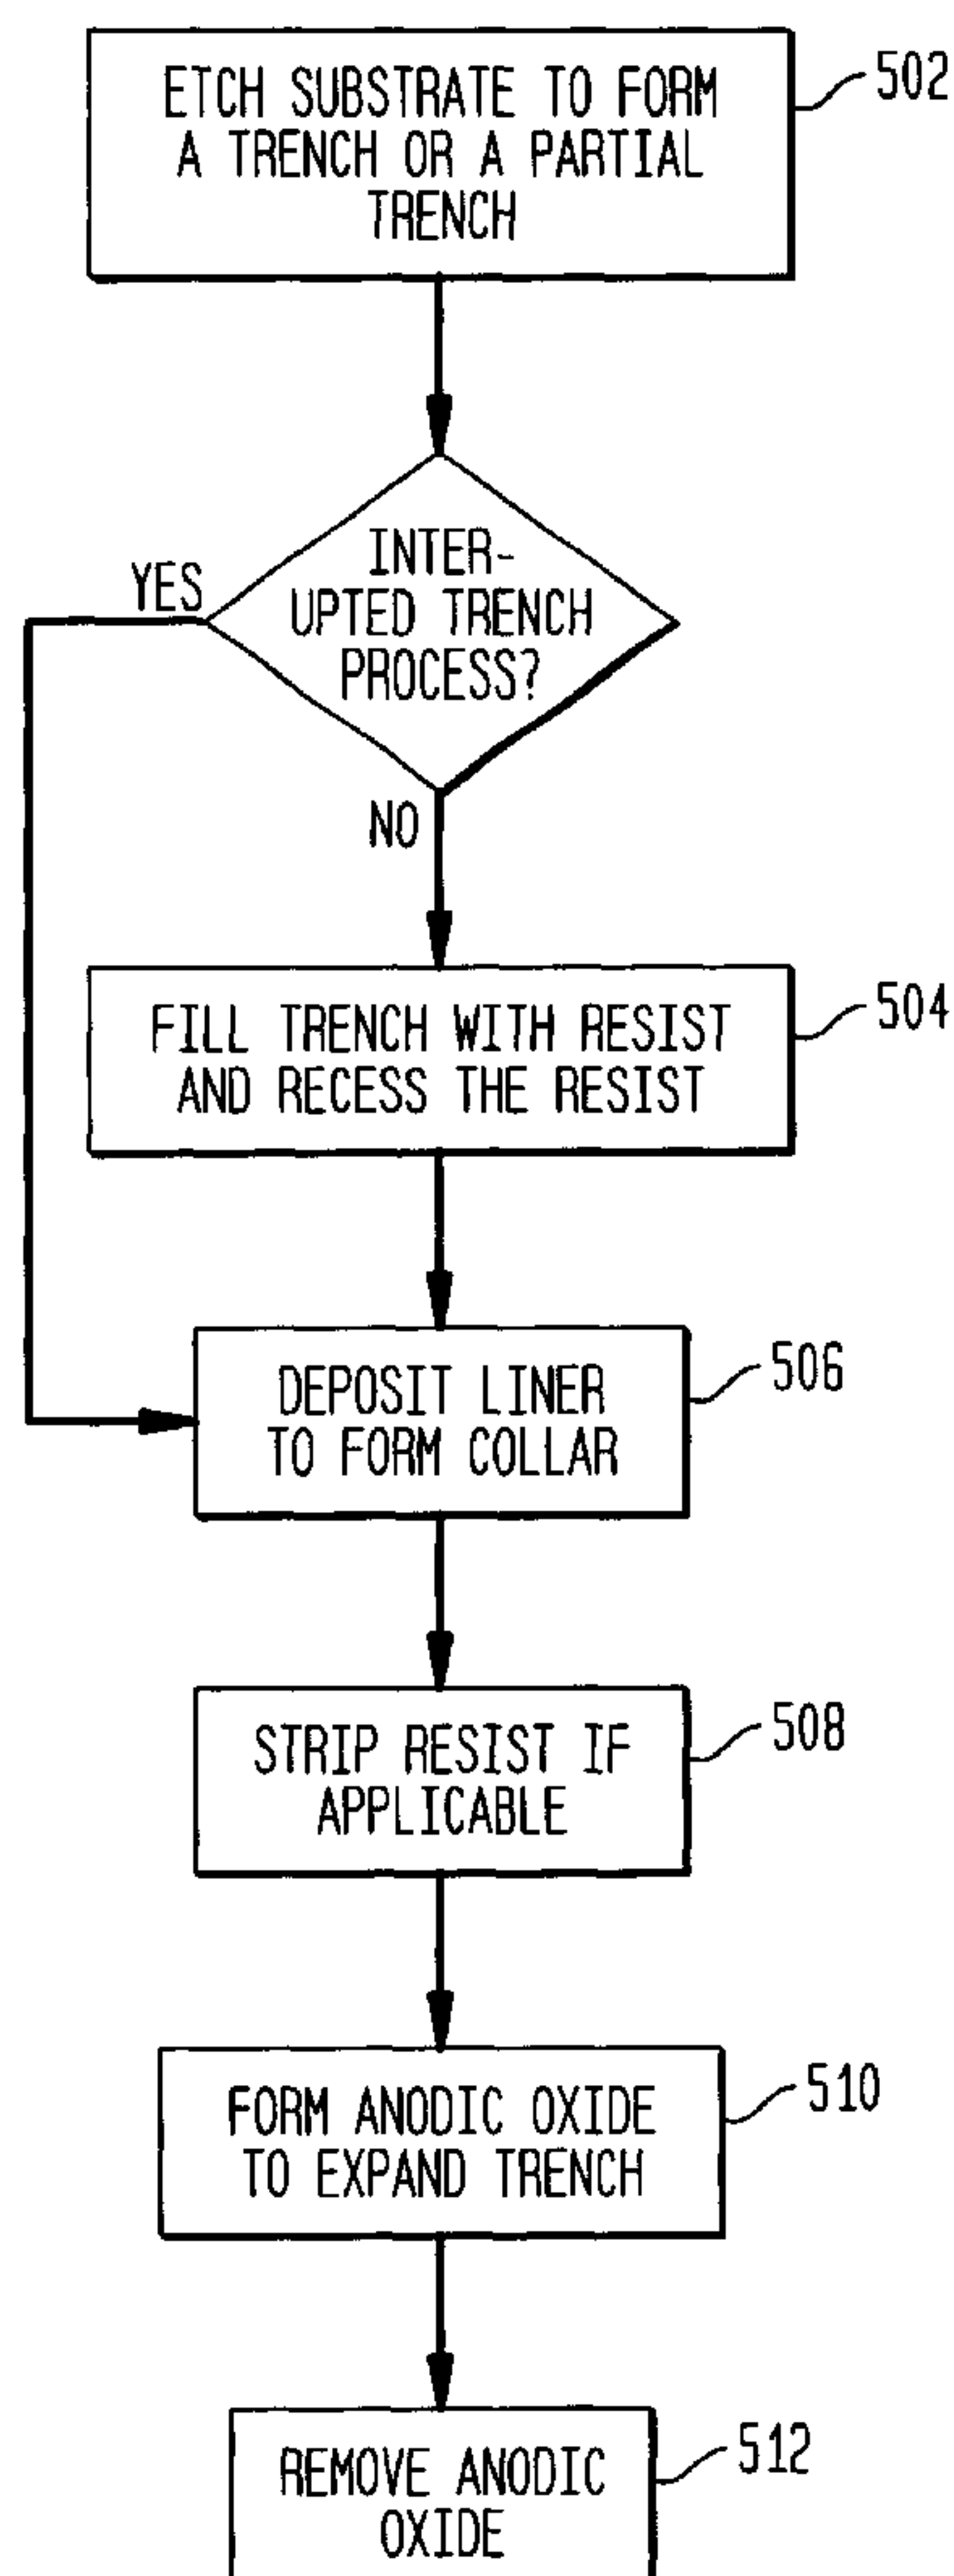 ETCH SUBSTRATE TO FORM
A TRENCH OR A PARTIAL
TRENCH
502
INTER-
UPTED TRENCH
PROCESS?
YES
NO
FILL TRENCH WITH RESIST
AND RECESS THE RESIST
504
DEPOSIT LINER
TO FORM COLLAR
506
STRIP RESIST IF
APPLICABLE
508
FORM ANODIC OXIDE
TO EXPAND TRENCH
510
REMOVE ANODIC
OXIDE
512